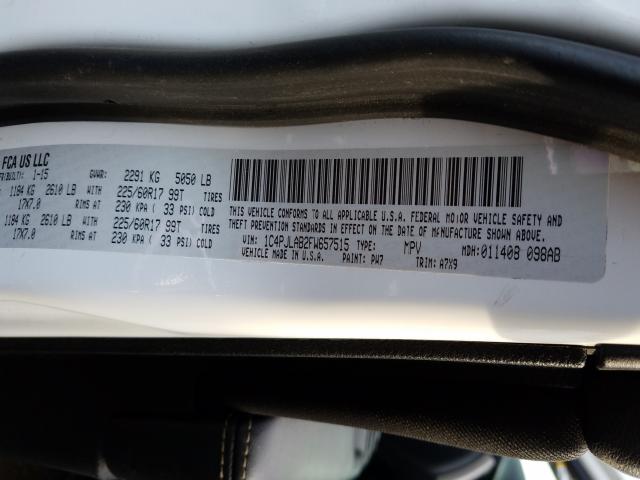 FCA US LLC
FR(BUILT): 1-15 GVWR: 2291 KG 5050 LB
1184 KG 2610 LB WITH 225/60R17 99T TIRES
17X7.0 RIMS AT 230 KPA ( 33 PSI) COLD
1184 KG 2610 LB WITH 225/60R17 99T TIRES
17X7.0 RIMS AT 230 KPA ( 33 PSI) COLD
THIS VEHICLE CONFORMS TO ALL APPLICABLE U.S.A. FEDERAL MOTOR VEHICLE SAFETY AND
THEFT PREVENTION STANDARDS IN EFFECT ON THE DATE OF MANUFACTURE SHOWN ABOVE.
VIN: 1C4PJLAB2FW657515 TYPE: MPV MDH:011408 098AB
VEHICLE MADE IN U.S.A. PAINT: PW7 TRIM: A7X9